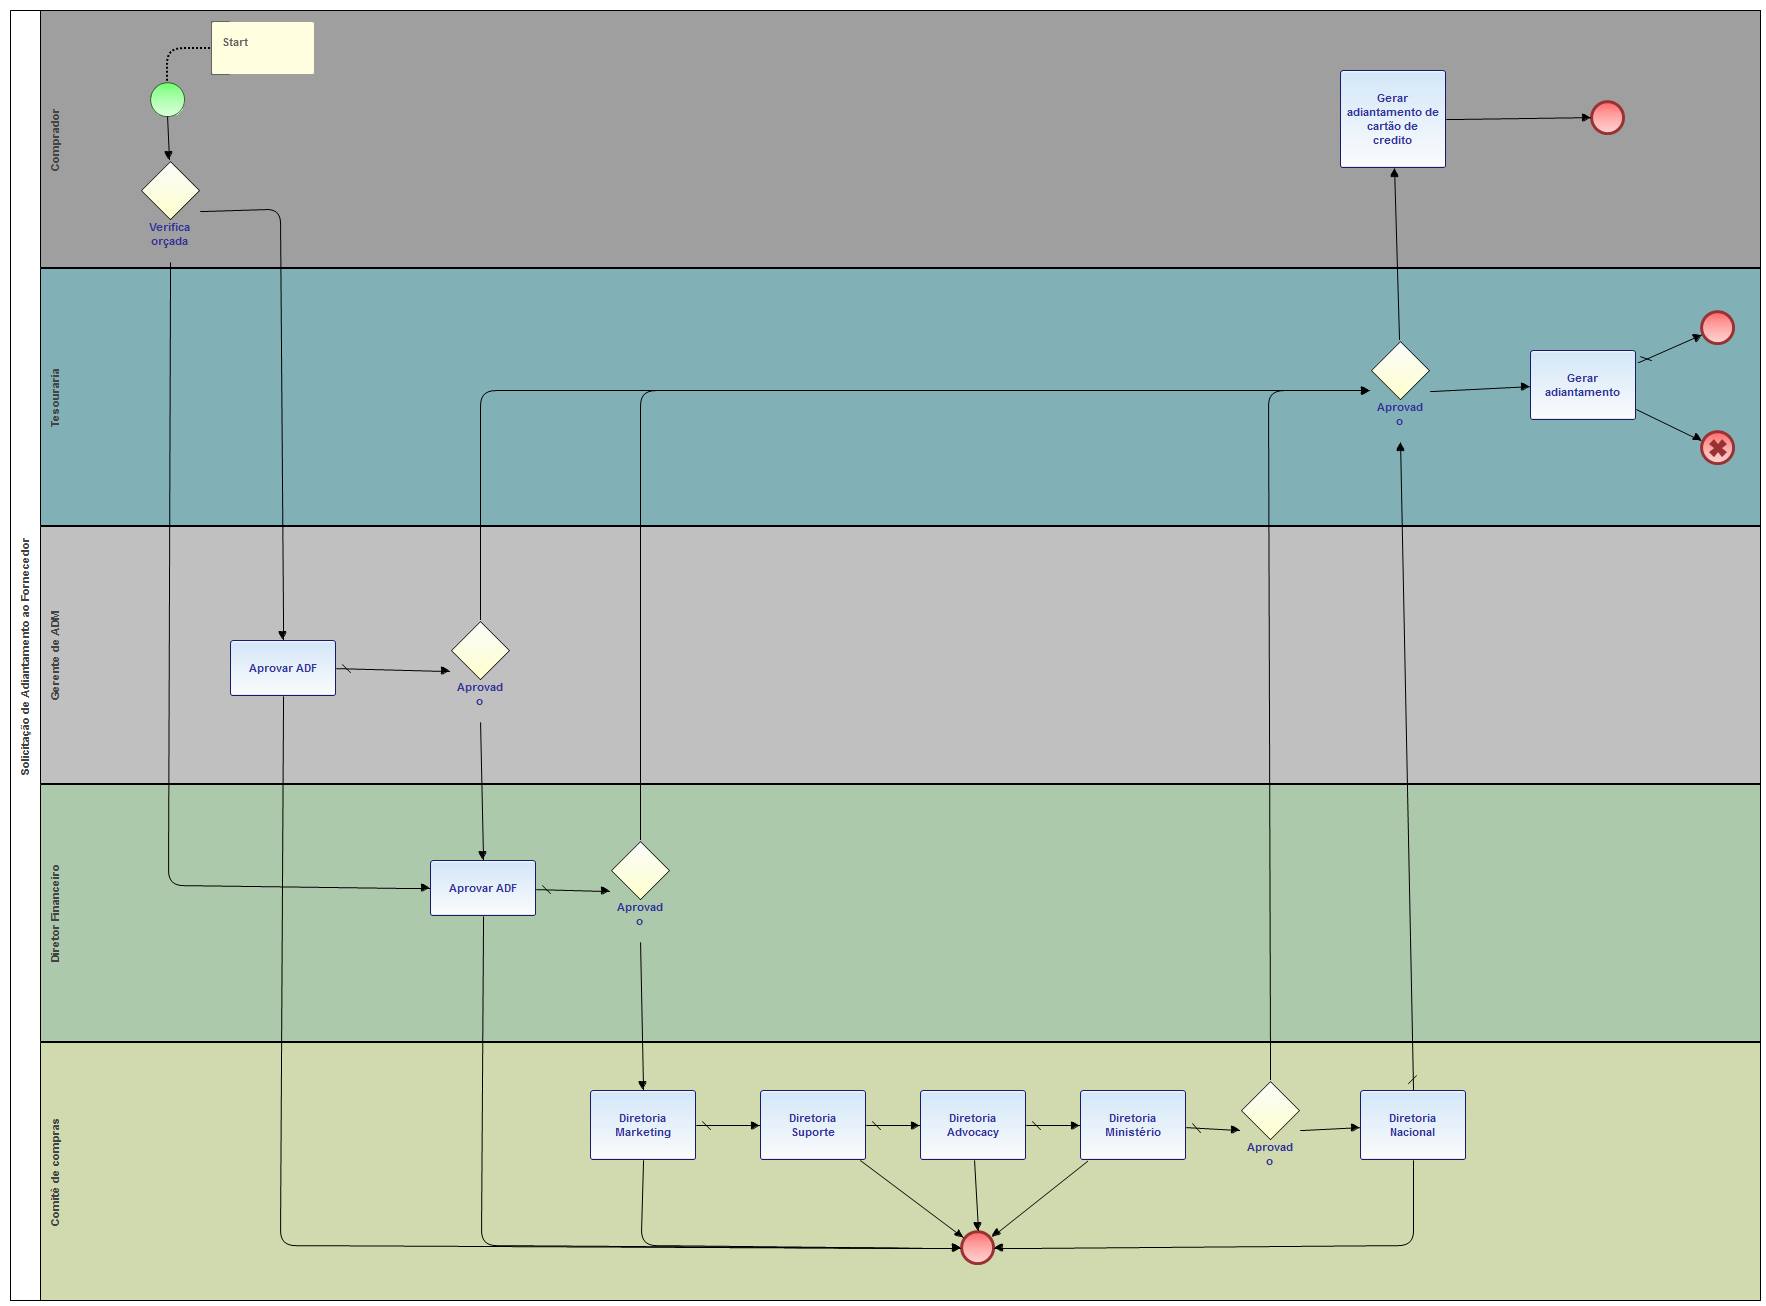 Solicitação de Adiantamento ao Fornecedor
Comprador
Start
Verifica
orçada
Gerar
adiantamento de
cartão de
credito
Tesouraria
Aprovad
o
Gerar
adiantamento
Gerente de ADM
Aprovar ADF
Aprovad
o
Diretor Financeiro
Aprovar ADF
Aprovad
o
Comitê de compras
Diretoria
Marketing
Diretoria
Suporte
Diretoria
Advocacy
Diretoria
Ministério
Aprovad
o
Diretoria
Nacional